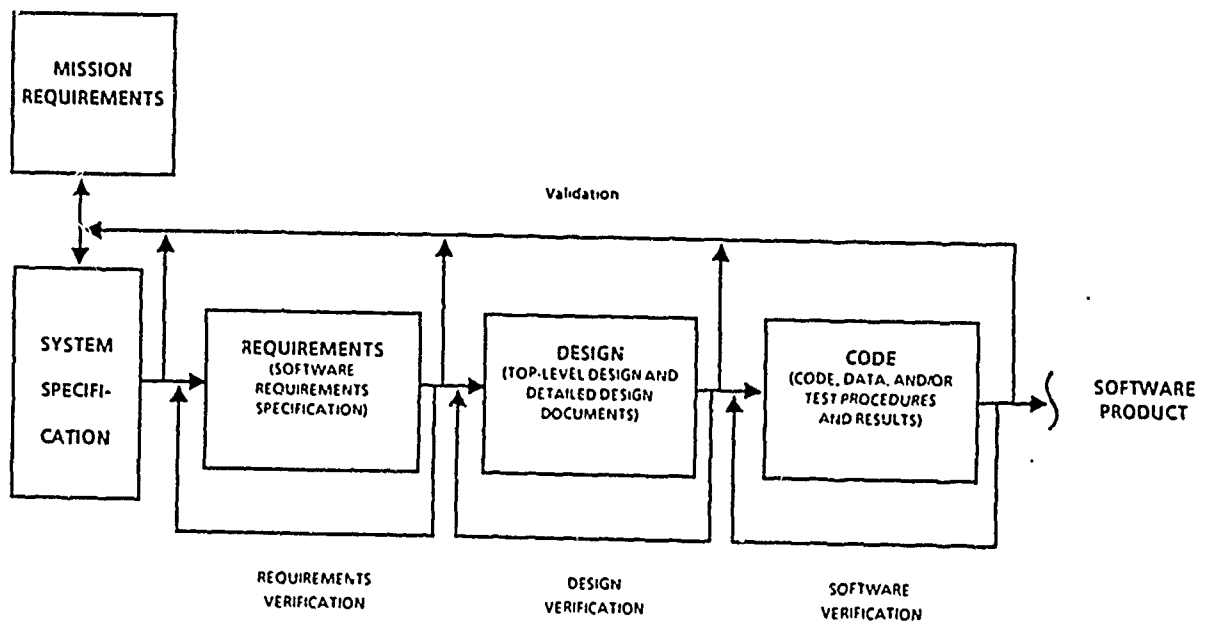 MISSION
REQUIREMENTS
Validation
SYSTEM
SPECIFI-
CATION
REQUIREMENTS
(SOFTWARE
REQUIREMENTS
SPECIFICATION)
DESIGN
(TOP-LEVEL DESIGN AND
DETAILED DESIGN
DOCUMENTS)
CODE
(CODE, DATA, AND/OR
TEST PROCEDURES
AND RESULTS)
SOFTWARE
PRODUCT
REQUIREMENTS
VERIFICATION
DESIGN
VERIFICATION
SOFTWARE
VERIFICATION